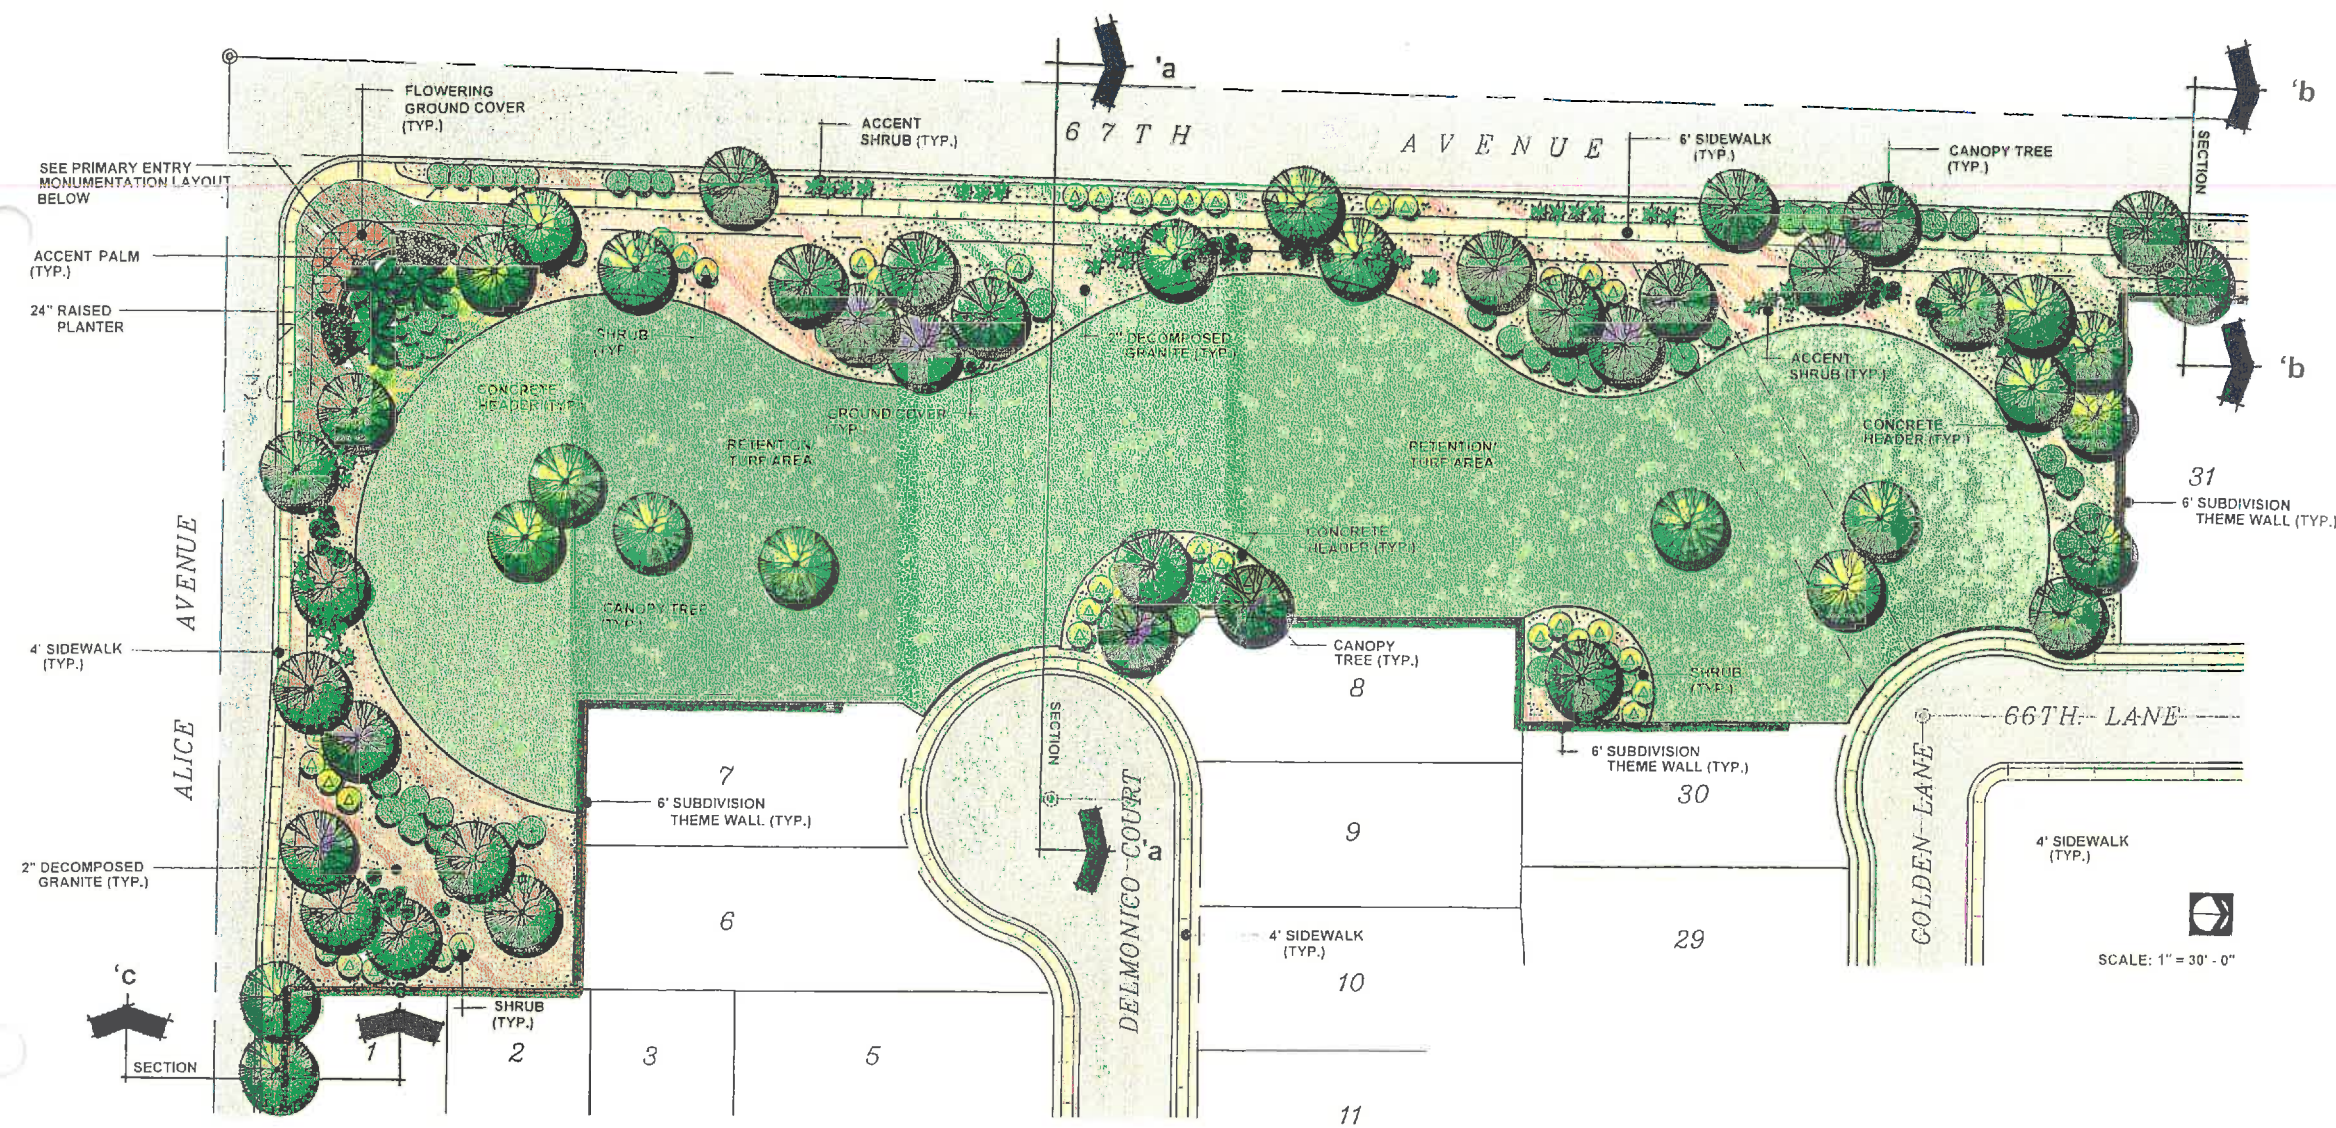 'a
'b
FLOWERING
GROUND COVER
(TYP.)
ACCENT
SHRUB (TYP.)
67TH AVENUE
6' SIDEWALK
(TYP.)
CANOPY TREE
(TYP.)
SECTION
SEE PRIMARY ENTRY
MONUMENTATION LAYOUT
BELOW
ACCENT PALM
(TYP.)
24" RAISED
PLANTER
SHRUB
(TYP.)
2" DECOMPOSED
GRANITE (TYP.)
ACCENT
SHRUB (TYP.)
'b
CONCRETE
HEADER (TYP.)
GROUND COVER
(TYP.
RETENTION
TURF AREA
RETENTION
TURF AREA
CONCRETE
HEADER (TYP.)
31
6' SUBDIVISION
THEME WALL (TYP.)
CONCRETE
HEADER (TYP.)
ALICE AVENUE
CANOPY TREE
(TYP.)
4' SIDEWALK
(TYP.)
CANOPY
TREE (TYP.)
8
SHRUB
(TYP.)
SECTION
66TH LANE
7
6' SUBDIVISION
THEME WALL (TYP.)
6' SUBDIVISION
THEME WALL (TYP.)
30
9
'a
DELMONICO COURT
GOLDEN LANE
4' SIDEWALK
(TYP.)
2" DECOMPOSED
GRANITE (TYP.)
6
4' SIDEWALK
(TYP.)
10
29
SCALE: 1" = 30' - 0"
'c
SHRUB
(TYP.)
SECTION
1
2
3
5
11